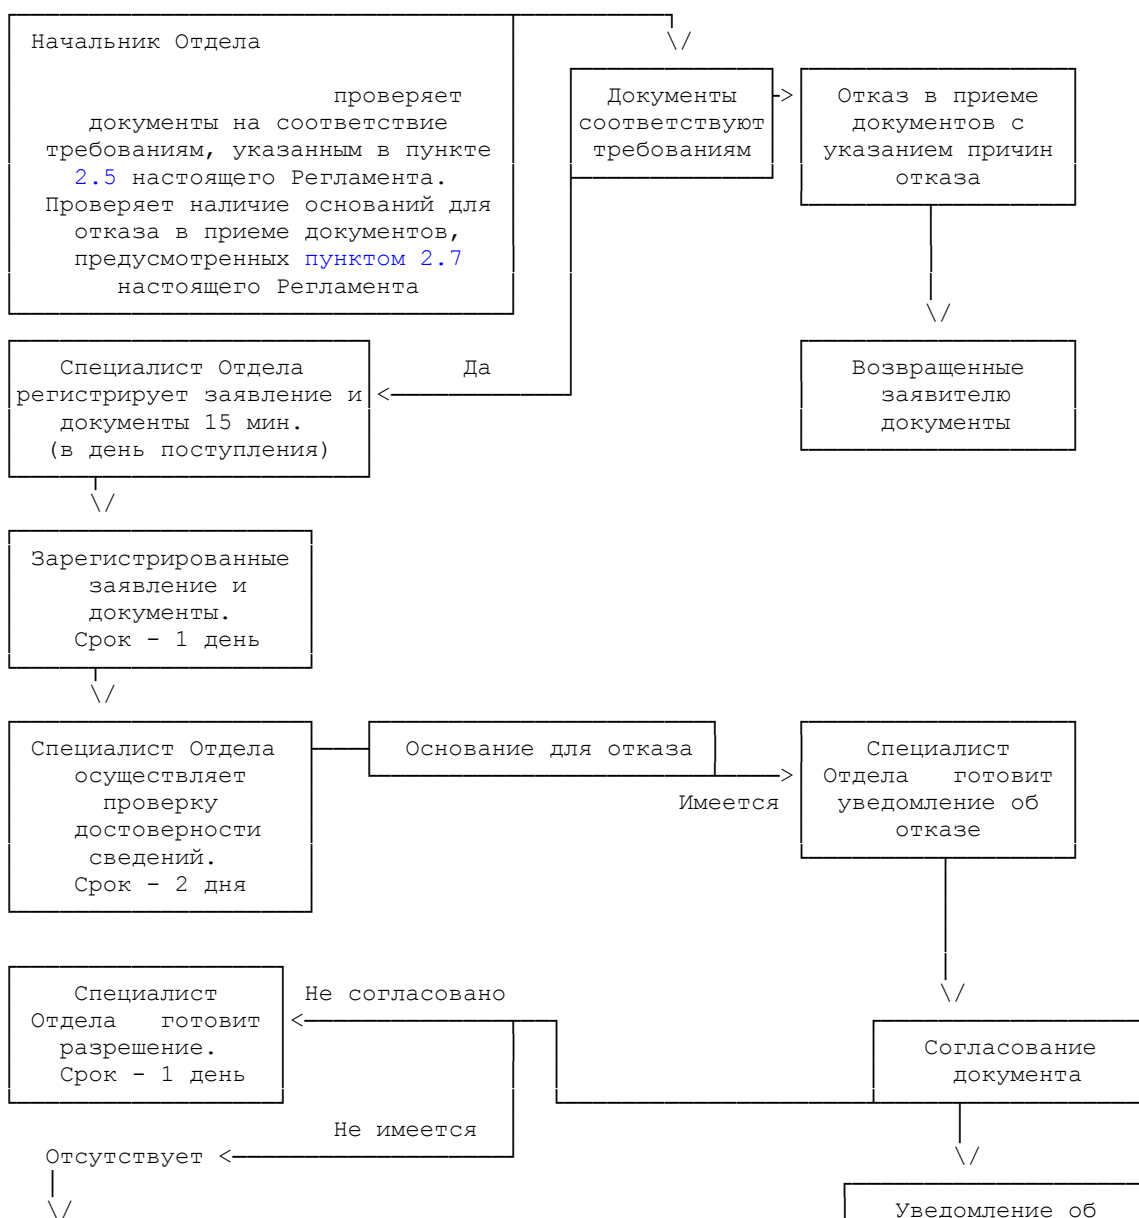 Начальник Отдела
проверяет
документы на соответствие
требованиям, указанным в пункте
2.5 настоящего Регламента.
Проверяет наличие оснований для
отказа в приеме документов,
предусмотренных пунктом 2.7
настоящего Регламента
Документы
соответствуют
требованиям
Отказ в приеме
документов с
указанием причин
отказа
Возвращенные
заявителю
документы
Да
Специалист Отдела
регистрирует заявление и
документы 15 мин.
(в день поступления)
Зарегистрированные
заявление и
документы.
Срок - 1 день
Специалист Отдела
осуществляет
проверку
достоверности
сведений.
Срок - 2 дня
Основание для отказа
Имеется
Специалист
Отдела готовит
уведомление об
отказе
Специалист
Отдела готовит
разрешение.
Срок - 1 день
Не согласовано
Согласование
документа
Не имеется
Отсутствует
Уведомление об